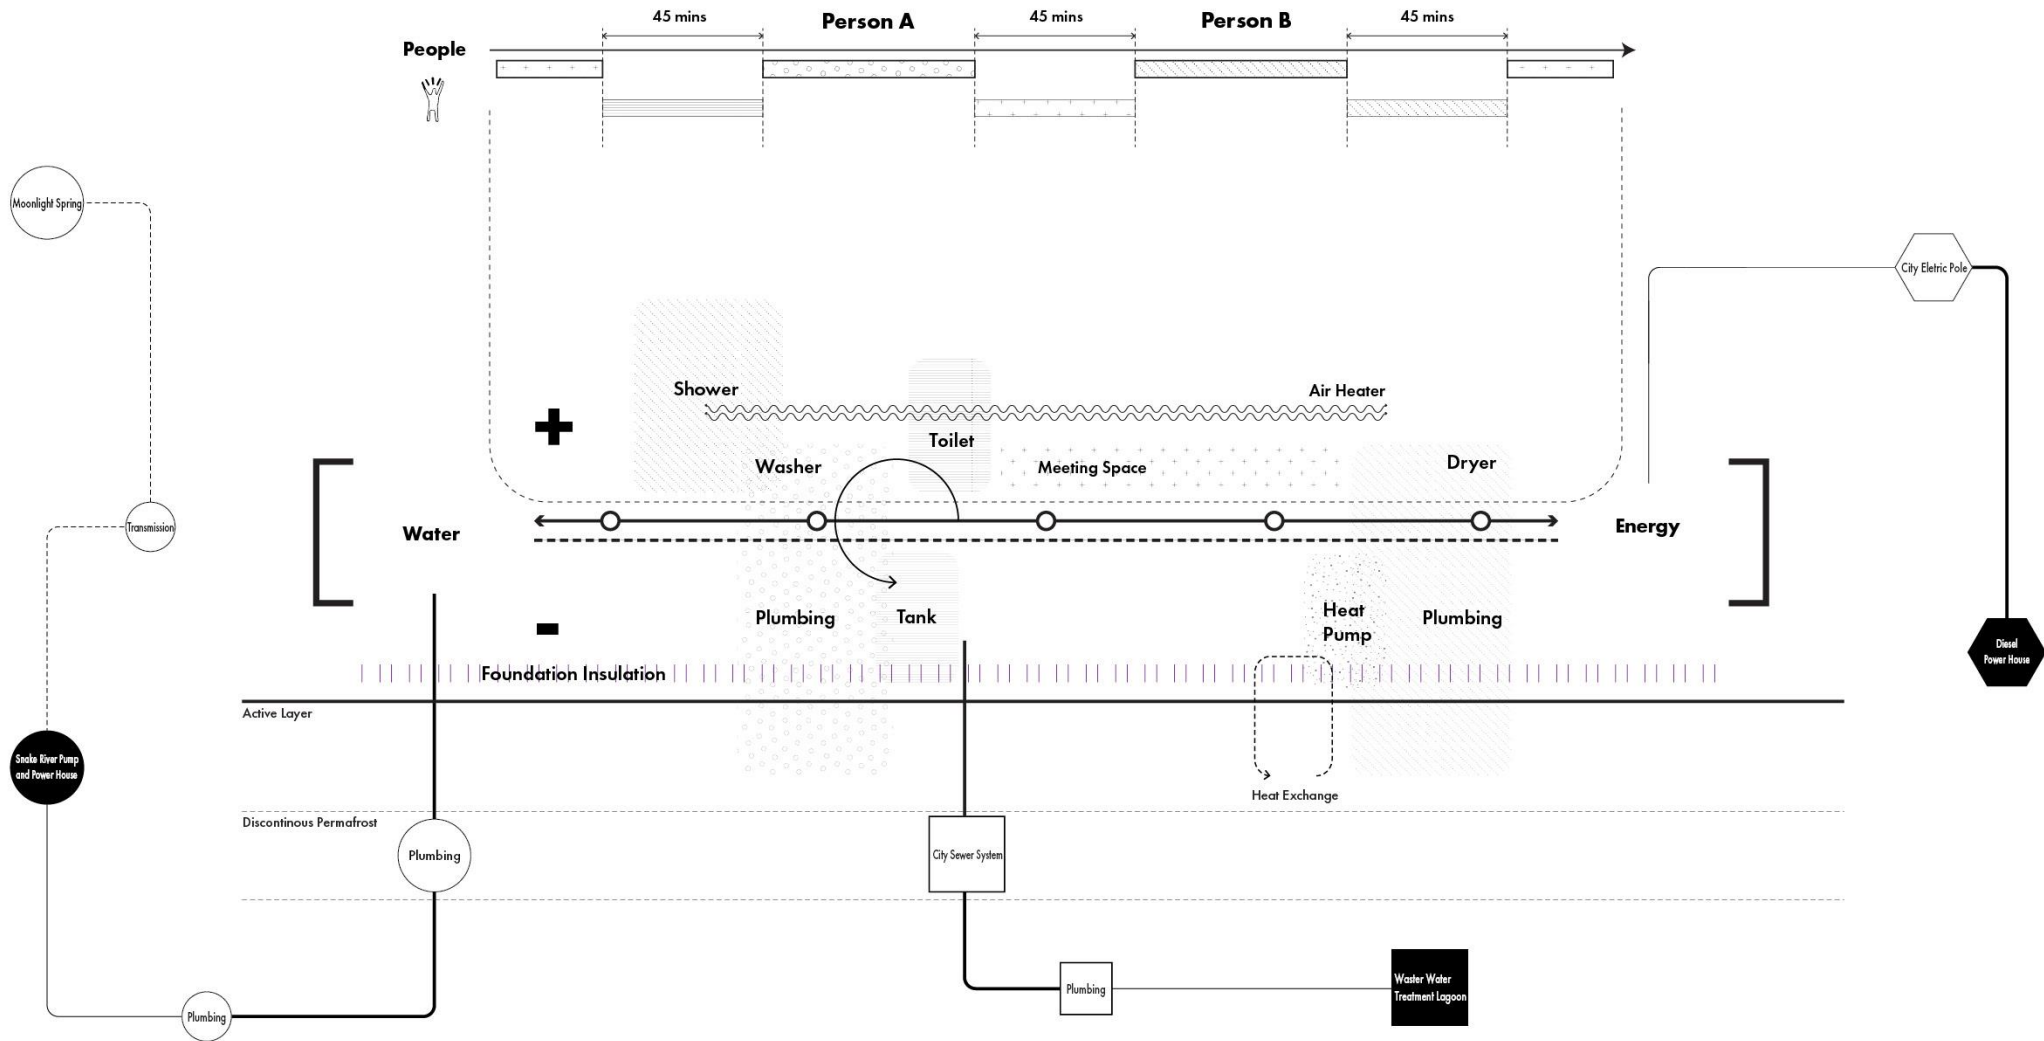 45 mins
Person A
45 mins
Person B
45 mins
People
Moonlight Spring
City Eletric Pole
Shower
Air Heater
Toilet
Washer
Meeting Space
Dryer
Transmission
Water
Energy
Plumbing
Tank
Heat
Pump
Plumbing
Diesel
Power House
Foundation Insulation
Active Layer
Snake River Pump
and Power House
Heat Exchange
Discontinous Permafrost
Plumbing
City Sewer System
Plumbing
Waster Water
Treatment Lagoon
Plumbing